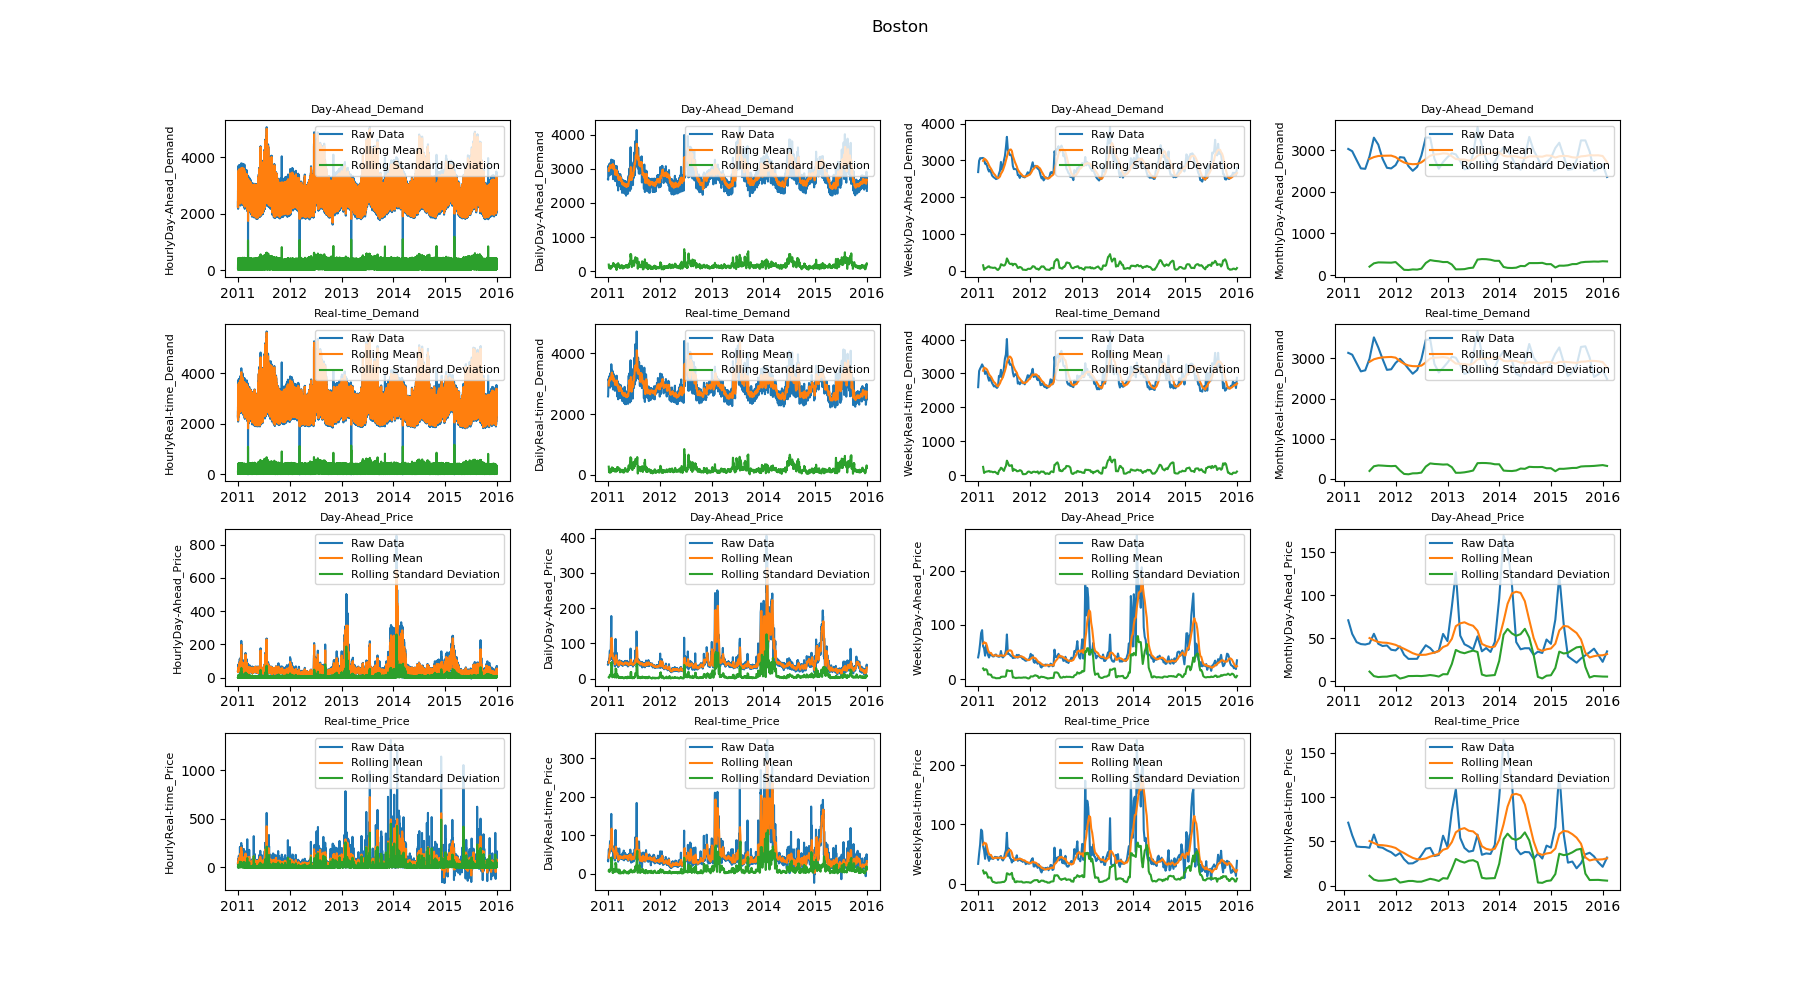 Boston
Day-Ahead_Demand
HourlyDay-Ahead_Demand
4000
2000
0
Raw Data
Rolling Mean
Rolling Standard Deviation
2011 2012 2013 2014 2015 2016
Day-Ahead_Demand
DailyDay-Ahead_Demand
4000
3000
2000
1000
0
Raw Data
Rolling Mean
Rolling Standard Deviation
2011 2012 2013 2014 2015 2016
Day-Ahead_Demand
WeeklyDay-Ahead_Demand
4000
3000
2000
1000
0
Raw Data
Rolling Mean
Rolling Standard Deviation
2011 2012 2013 2014 2015 2016
Day-Ahead_Demand
MonthlyDay-Ahead_Demand
3000
2000
1000
0
Raw Data
Rolling Mean
Rolling Standard Deviation
2011 2012 2013 2014 2015 2016
Real-time_Demand
HourlyReal-time_Demand
4000
2000
0
Raw Data
Rolling Mean
Rolling Standard Deviation
2011 2012 2013 2014 2015 2016
Real-time_Demand
DailyReal-time_Demand
4000
2000
0
Raw Data
Rolling Mean
Rolling Standard Deviation
2011 2012 2013 2014 2015 2016
Real-time_Demand
WeeklyReal-time_Demand
4000
3000
2000
1000
0
Raw Data
Rolling Mean
Rolling Standard Deviation
2011 2012 2013 2014 2015 2016
Real-time_Demand
MonthlyReal-time_Demand
3000
2000
1000
0
Raw Data
Rolling Mean
Rolling Standard Deviation
2011 2012 2013 2014 2015 2016
Day-Ahead_Price
HourlyDay-Ahead_Price
800
600
400
200
0
Raw Data
Rolling Mean
Rolling Standard Deviation
2011 2012 2013 2014 2015 2016
Day-Ahead_Price
DailyDay-Ahead_Price
400
300
200
100
0
Raw Data
Rolling Mean
Rolling Standard Deviation
2011 2012 2013 2014 2015 2016
Day-Ahead_Price
WeeklyDay-Ahead_Price
200
100
0
Raw Data
Rolling Mean
Rolling Standard Deviation
2011 2012 2013 2014 2015 2016
Day-Ahead_Price
MonthlyDay-Ahead_Price
150
100
50
0
Raw Data
Rolling Mean
Rolling Standard Deviation
2011 2012 2013 2014 2015 2016
Real-time_Price
HourlyReal-time_Price
1000
500
0
Raw Data
Rolling Mean
Rolling Standard Deviation
2011 2012 2013 2014 2015 2016
Real-time_Price
DailyReal-time_Price
300
200
100
0
Raw Data
Rolling Mean
Rolling Standard Deviation
2011 2012 2013 2014 2015 2016
Real-time_Price
WeeklyReal-time_Price
200
100
0
Raw Data
Rolling Mean
Rolling Standard Deviation
2011 2012 2013 2014 2015 2016
Real-time_Price
MonthlyReal-time_Price
150
100
50
0
Raw Data
Rolling Mean
Rolling Standard Deviation
2011 2012 2013 2014 2015 2016